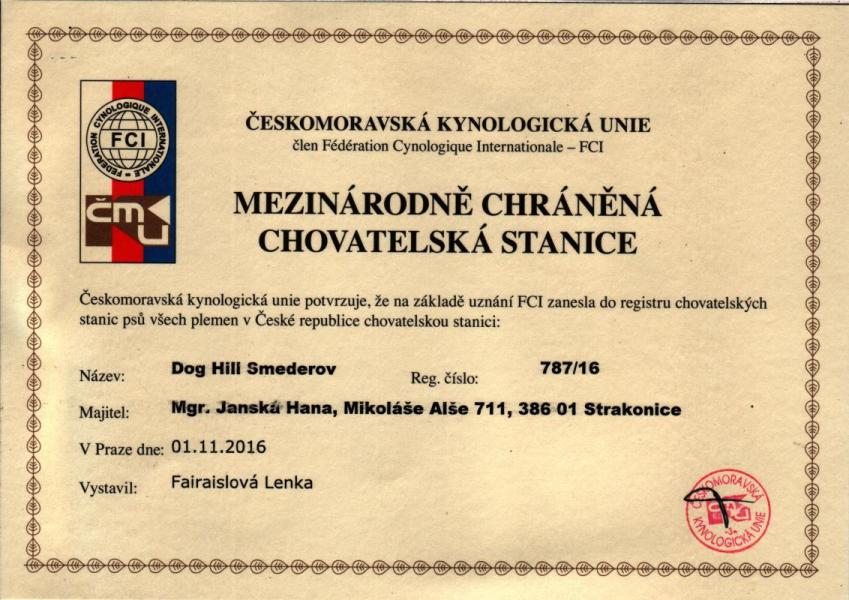 FEDERATION CYNOLOGIQUE INTERNATIONALE
FCI
ČMKU
ČESKOMORAVSKÁ KYNOLOGICKÁ UNIE
člen Fédération Cynologique Internationale – FCI
MEZINÁRODNĚ CHRÁNĚNÁ
CHOVATELSKÁ STANICE
Českomoravská kynologická unie potvrzuje, že na základě uznání FCI zanesla do registru chovatelských
stanic psů všech plemen v České republice chovatelskou stanici:
Název: Dog Hill Smederov Reg. číslo: 787/16
Majitel: Mgr. Janská Hana, Mikoláše Alše 711, 386 01 Strakonice
V Praze dne: 01.11.2016
Vystavil: Fairaislová Lenka
ČESKOMORAVSKÁ
KYNOLOGICKÁ UNIE